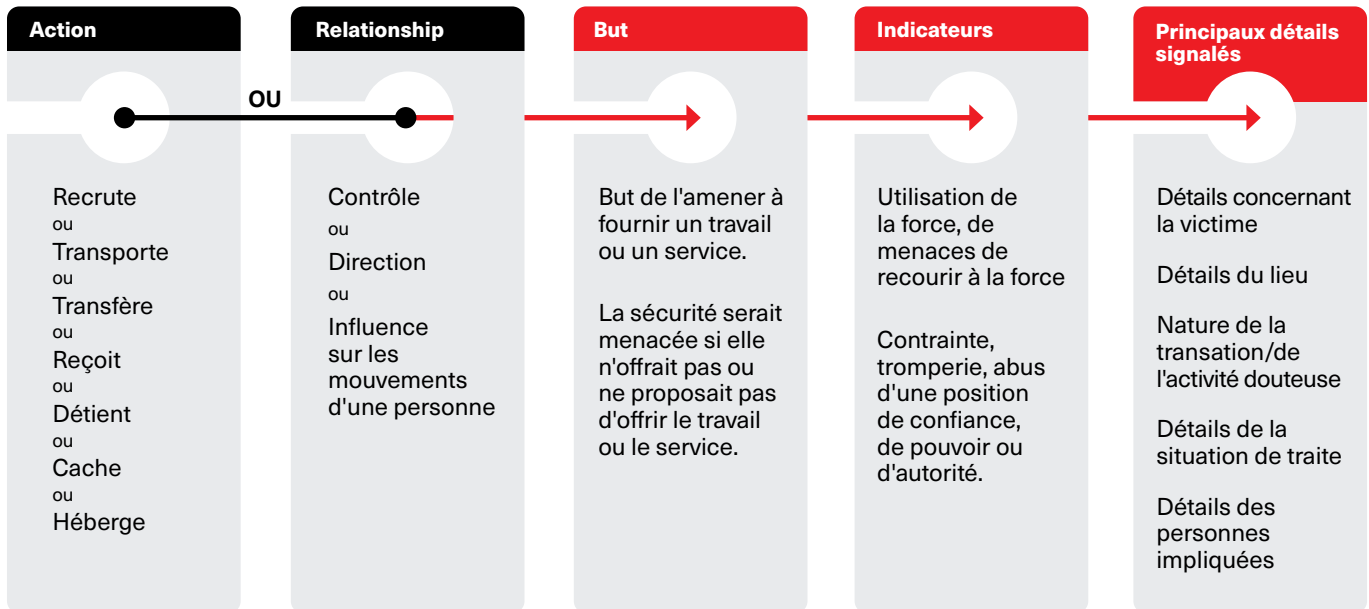 Action
OU
Recrute
ou
Transporte
ou
Transfère
ou
Reçoit
ou
Détient
ou
Cache
ou
Héberge
Relationship
Contrôle
ou
Direction
ou
Influence
sur les
mouvements
d'une personne
But
But de l'amener à
fournir un travail
ou un service.
La sécurité serait
menacée si elle
n'offrait pas ou
ne proposait pas
d'offrir le travail
ou le service.
Indicateurs
Utilisation de
la force, de
menaces de
recourir à la force
Contrainte,
tromperie, abus
d'une position
de confiance,
de pouvoir ou
d'autorité.
Principaux détails
signalés
Détails concernant
la victime
Détails du lieu
Nature de la
transation/de
l'activité douteuse
Détails de la
situation de traite
Détails des
personnes
impliquées